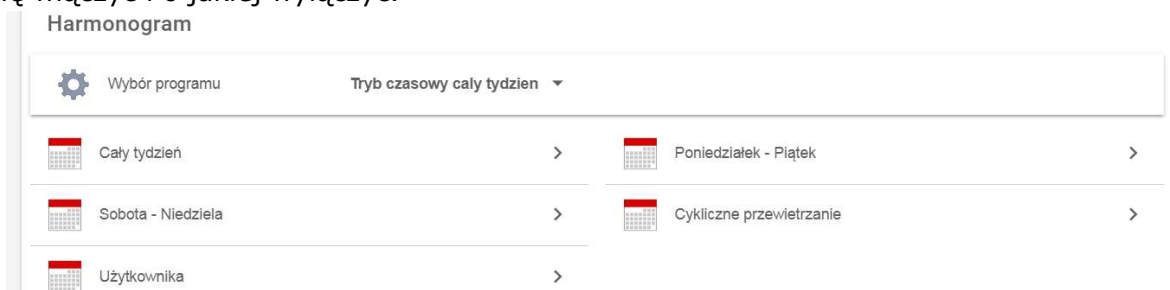 Harmonogram
Wybór programu Tryb czasowy caly tydzien
Cały tydzień Poniedziałek - Piątek
Sobota - Niedziela Cykliczne przewietrzanie
Użytkownika